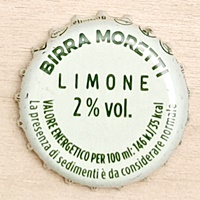 BIRRA MORETTI
LIMONE
2% vol.
VALORE ENERGETICO PER 100 ml: 146 kJ/35 kcal
La presenza di sedimenti è da considerare normale